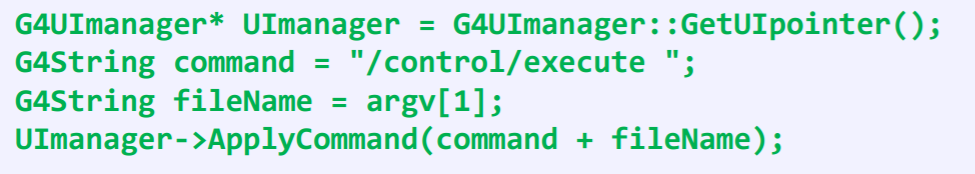 G4UImanager* UImanager = G4UImanager::GetUIpointer();
G4String command = "/control/execute ";
G4String fileName = argv[1];
UImanager->ApplyCommand(command + fileName);